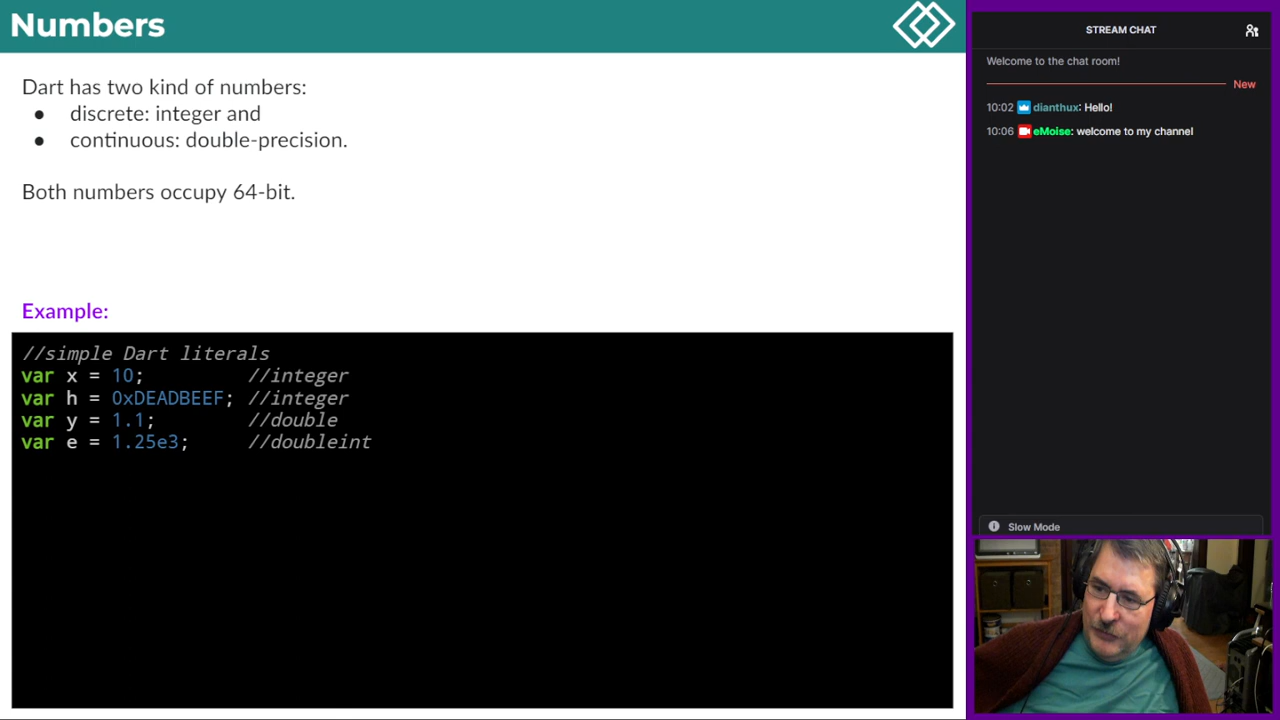 Numbers
Dart has two kind of numbers:
● discrete: integer and
● continuous: double-precision.
Both numbers occupy 64-bit.
Example:
//simple Dart literals
var x = 10; //integer
var h = 0xDEADBEEF; //integer
var y = 1.1; //double
var e = 1.25e3; //doubleint
STREAM CHAT
Welcome to the chat room!
New
10:02 dianthux: Hello!
10:06 eMoise: welcome to my channel
Slow Mode